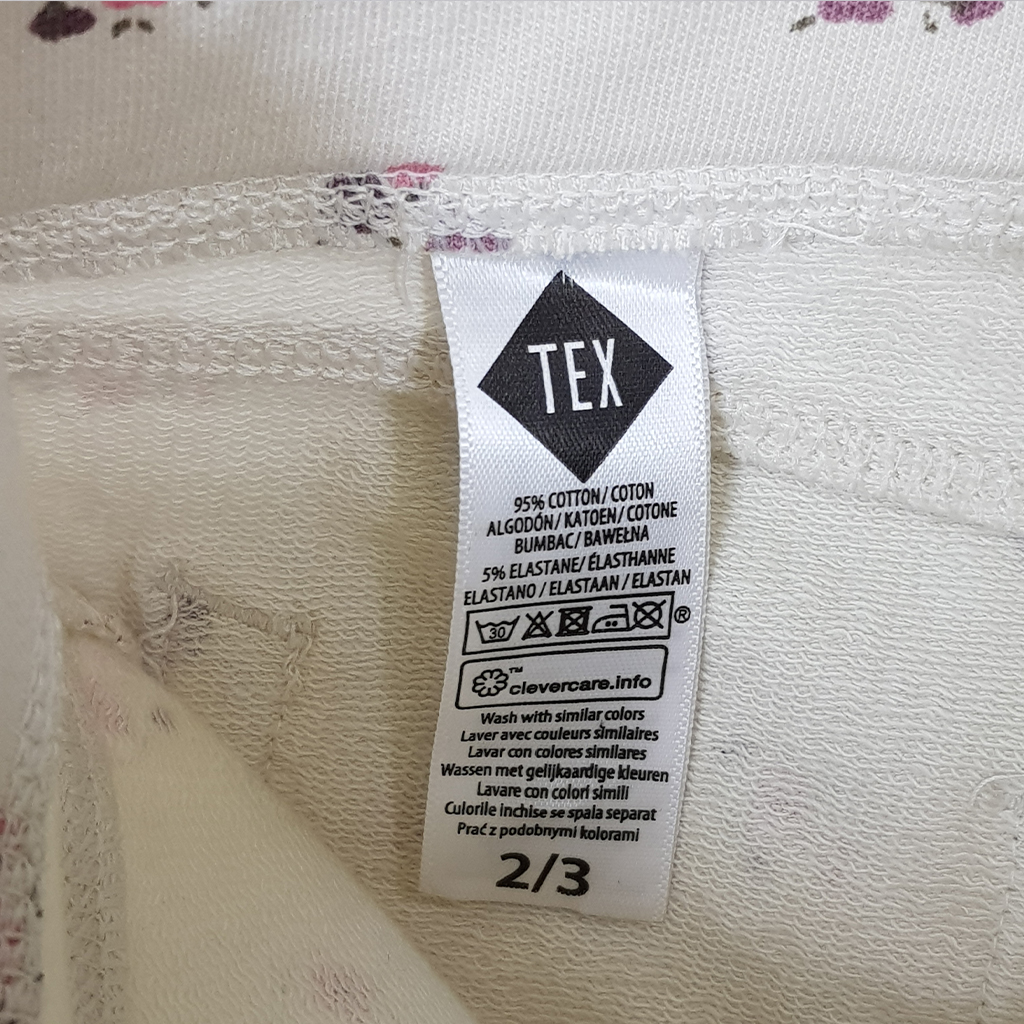 TEX
95% COTTON/ COTON
ALGODÓN/ KATOEN/ COTONE
BUMBAC/ BAWEŁNA
5% ELASTANE/ ÉLASTHANNE
ELASTANO / ELASTAAN / ELASTAN
30 ®
™ clevercare.info
Wash with similar colors
Laver avec couleurs similaires
Lavar con colores similares
Wassen met gelijkaardige kleuren
Lavare con colori simili
Culorile inchise se spala separat
Prać z podobnymi kolorami
2/3